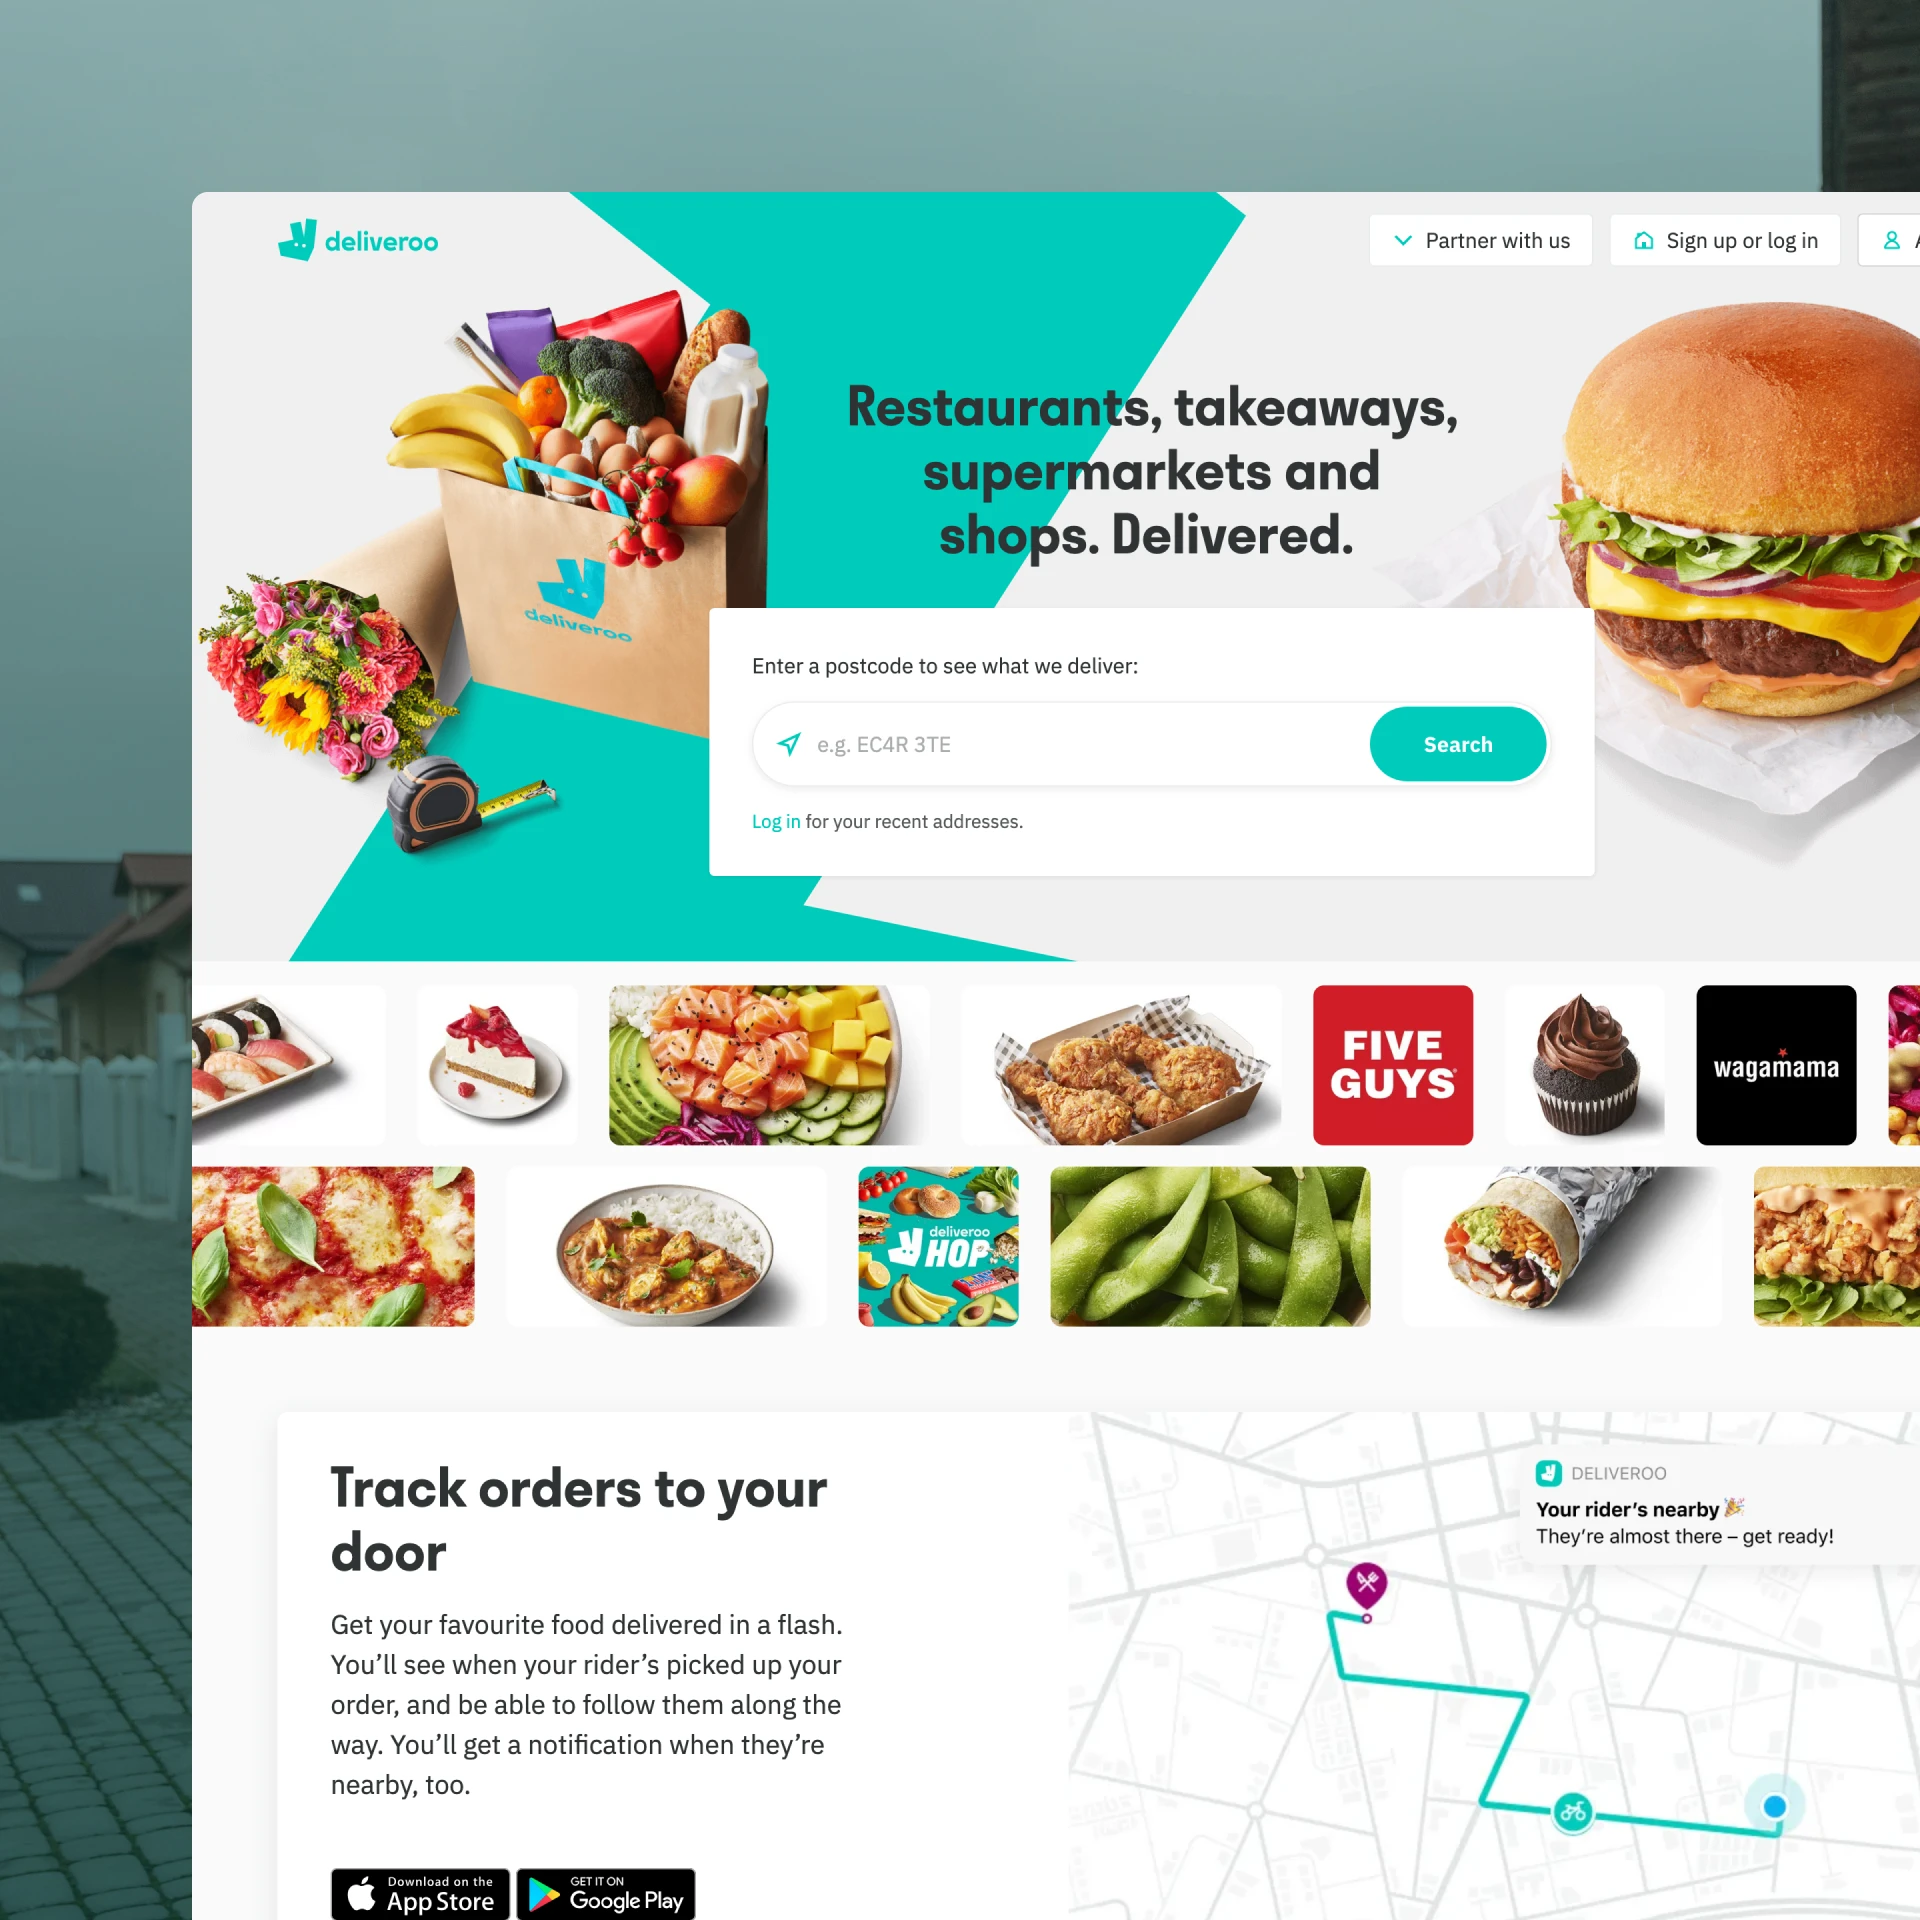 deliveroo
Partner with us
Sign up or log in
Restaurants, takeaways,
supermarkets and
shops. Delivered.
deliveroo
Enter a postcode to see what we deliver:
e.g. EC4R 3TE
Search
Log in for your recent addresses.
FIVE
GUYS
wagamama
deliveroo
HOP
Track orders to your
door
Get your favourite food delivered in a flash.
You’ll see when your rider’s picked up your
order, and be able to follow them along the
way. You’ll get a notification when they’re
nearby, too.
Download on the
App Store
GET IT ON
Google Play
DELIVEROO
Your rider’s nearby 🎉
They’re almost there – get ready!